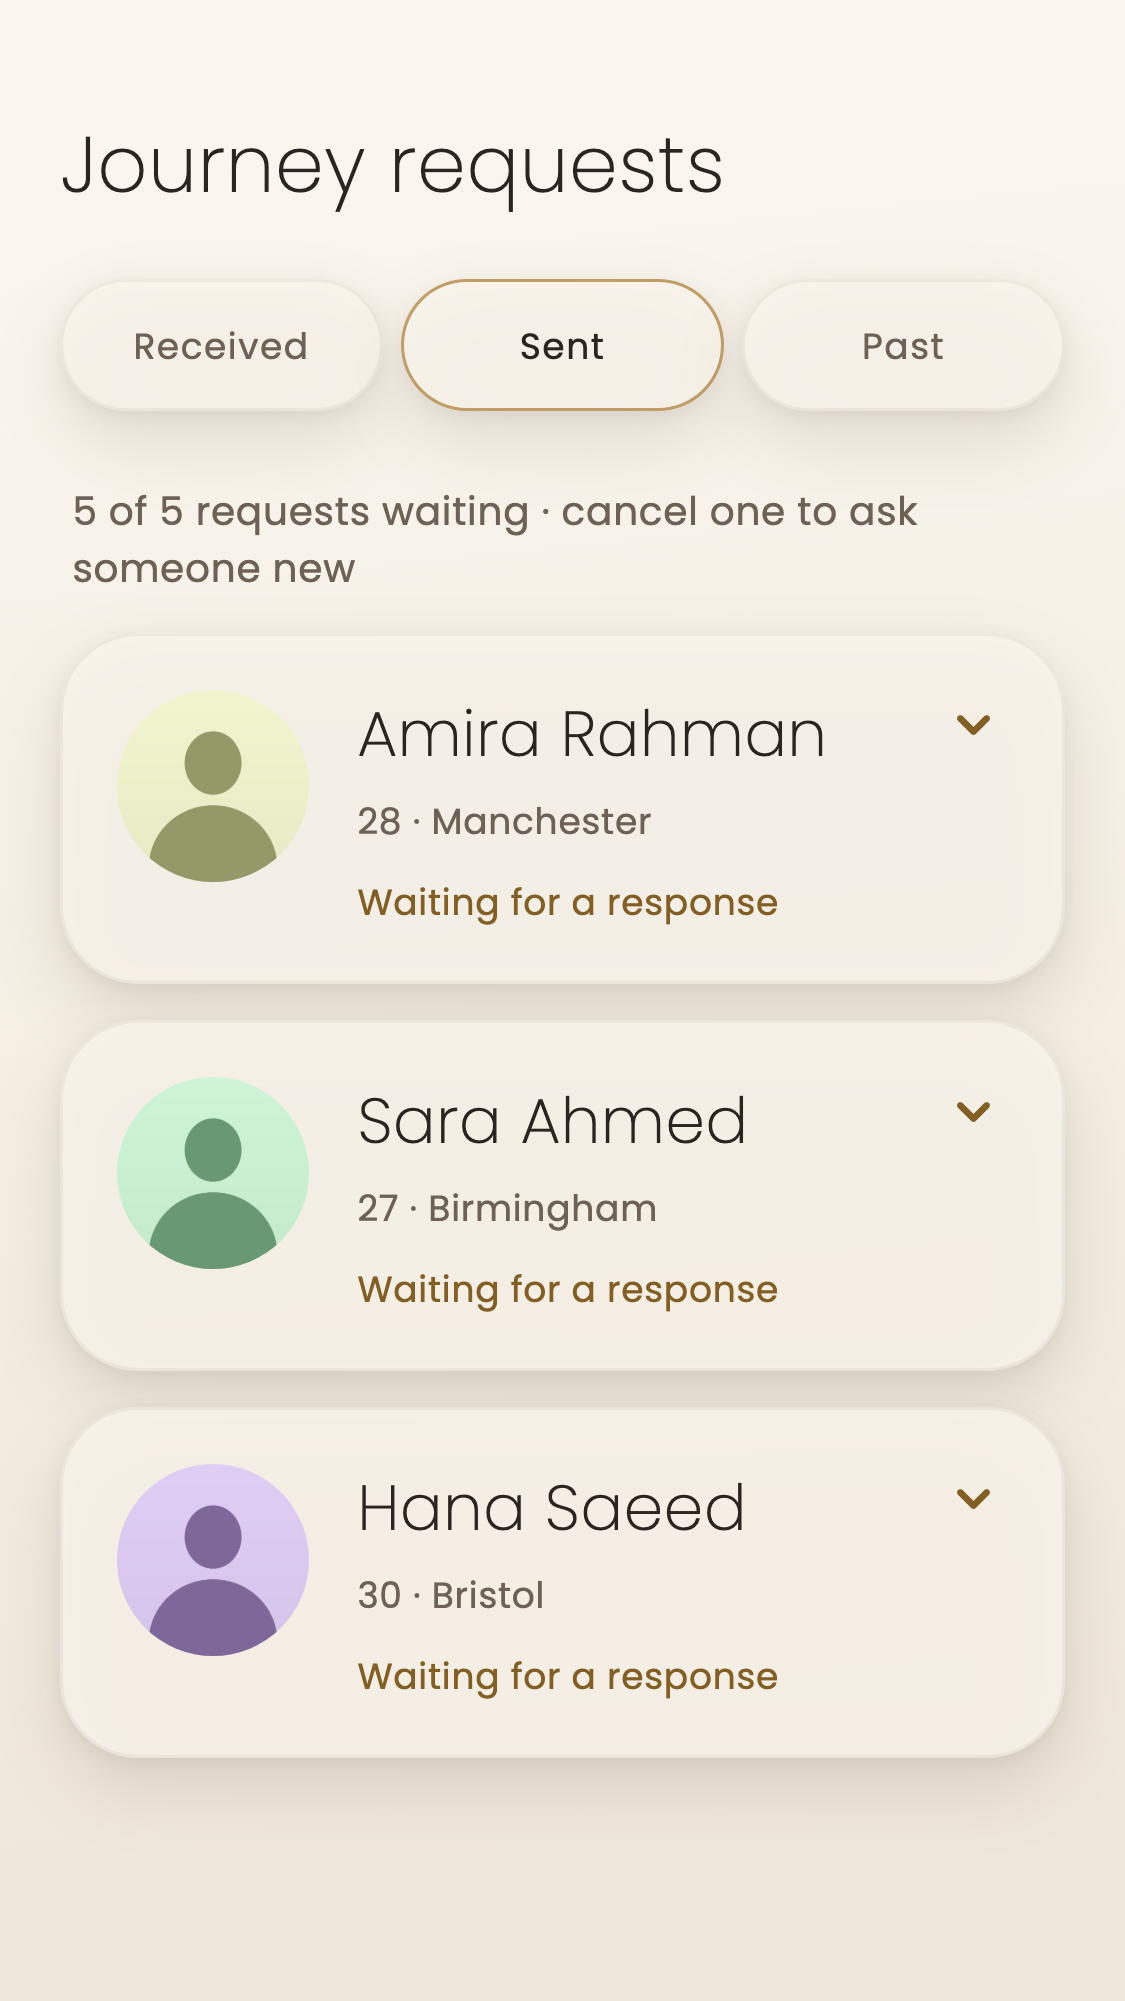 Journey requests
Received
Sent
Past
5 of 5 requests waiting · cancel one to ask
someone new
Amira Rahman
28 · Manchester
Waiting for a response
Sara Ahmed
27 · Birmingham
Waiting for a response
Hana Saeed
30 · Bristol
Waiting for a response